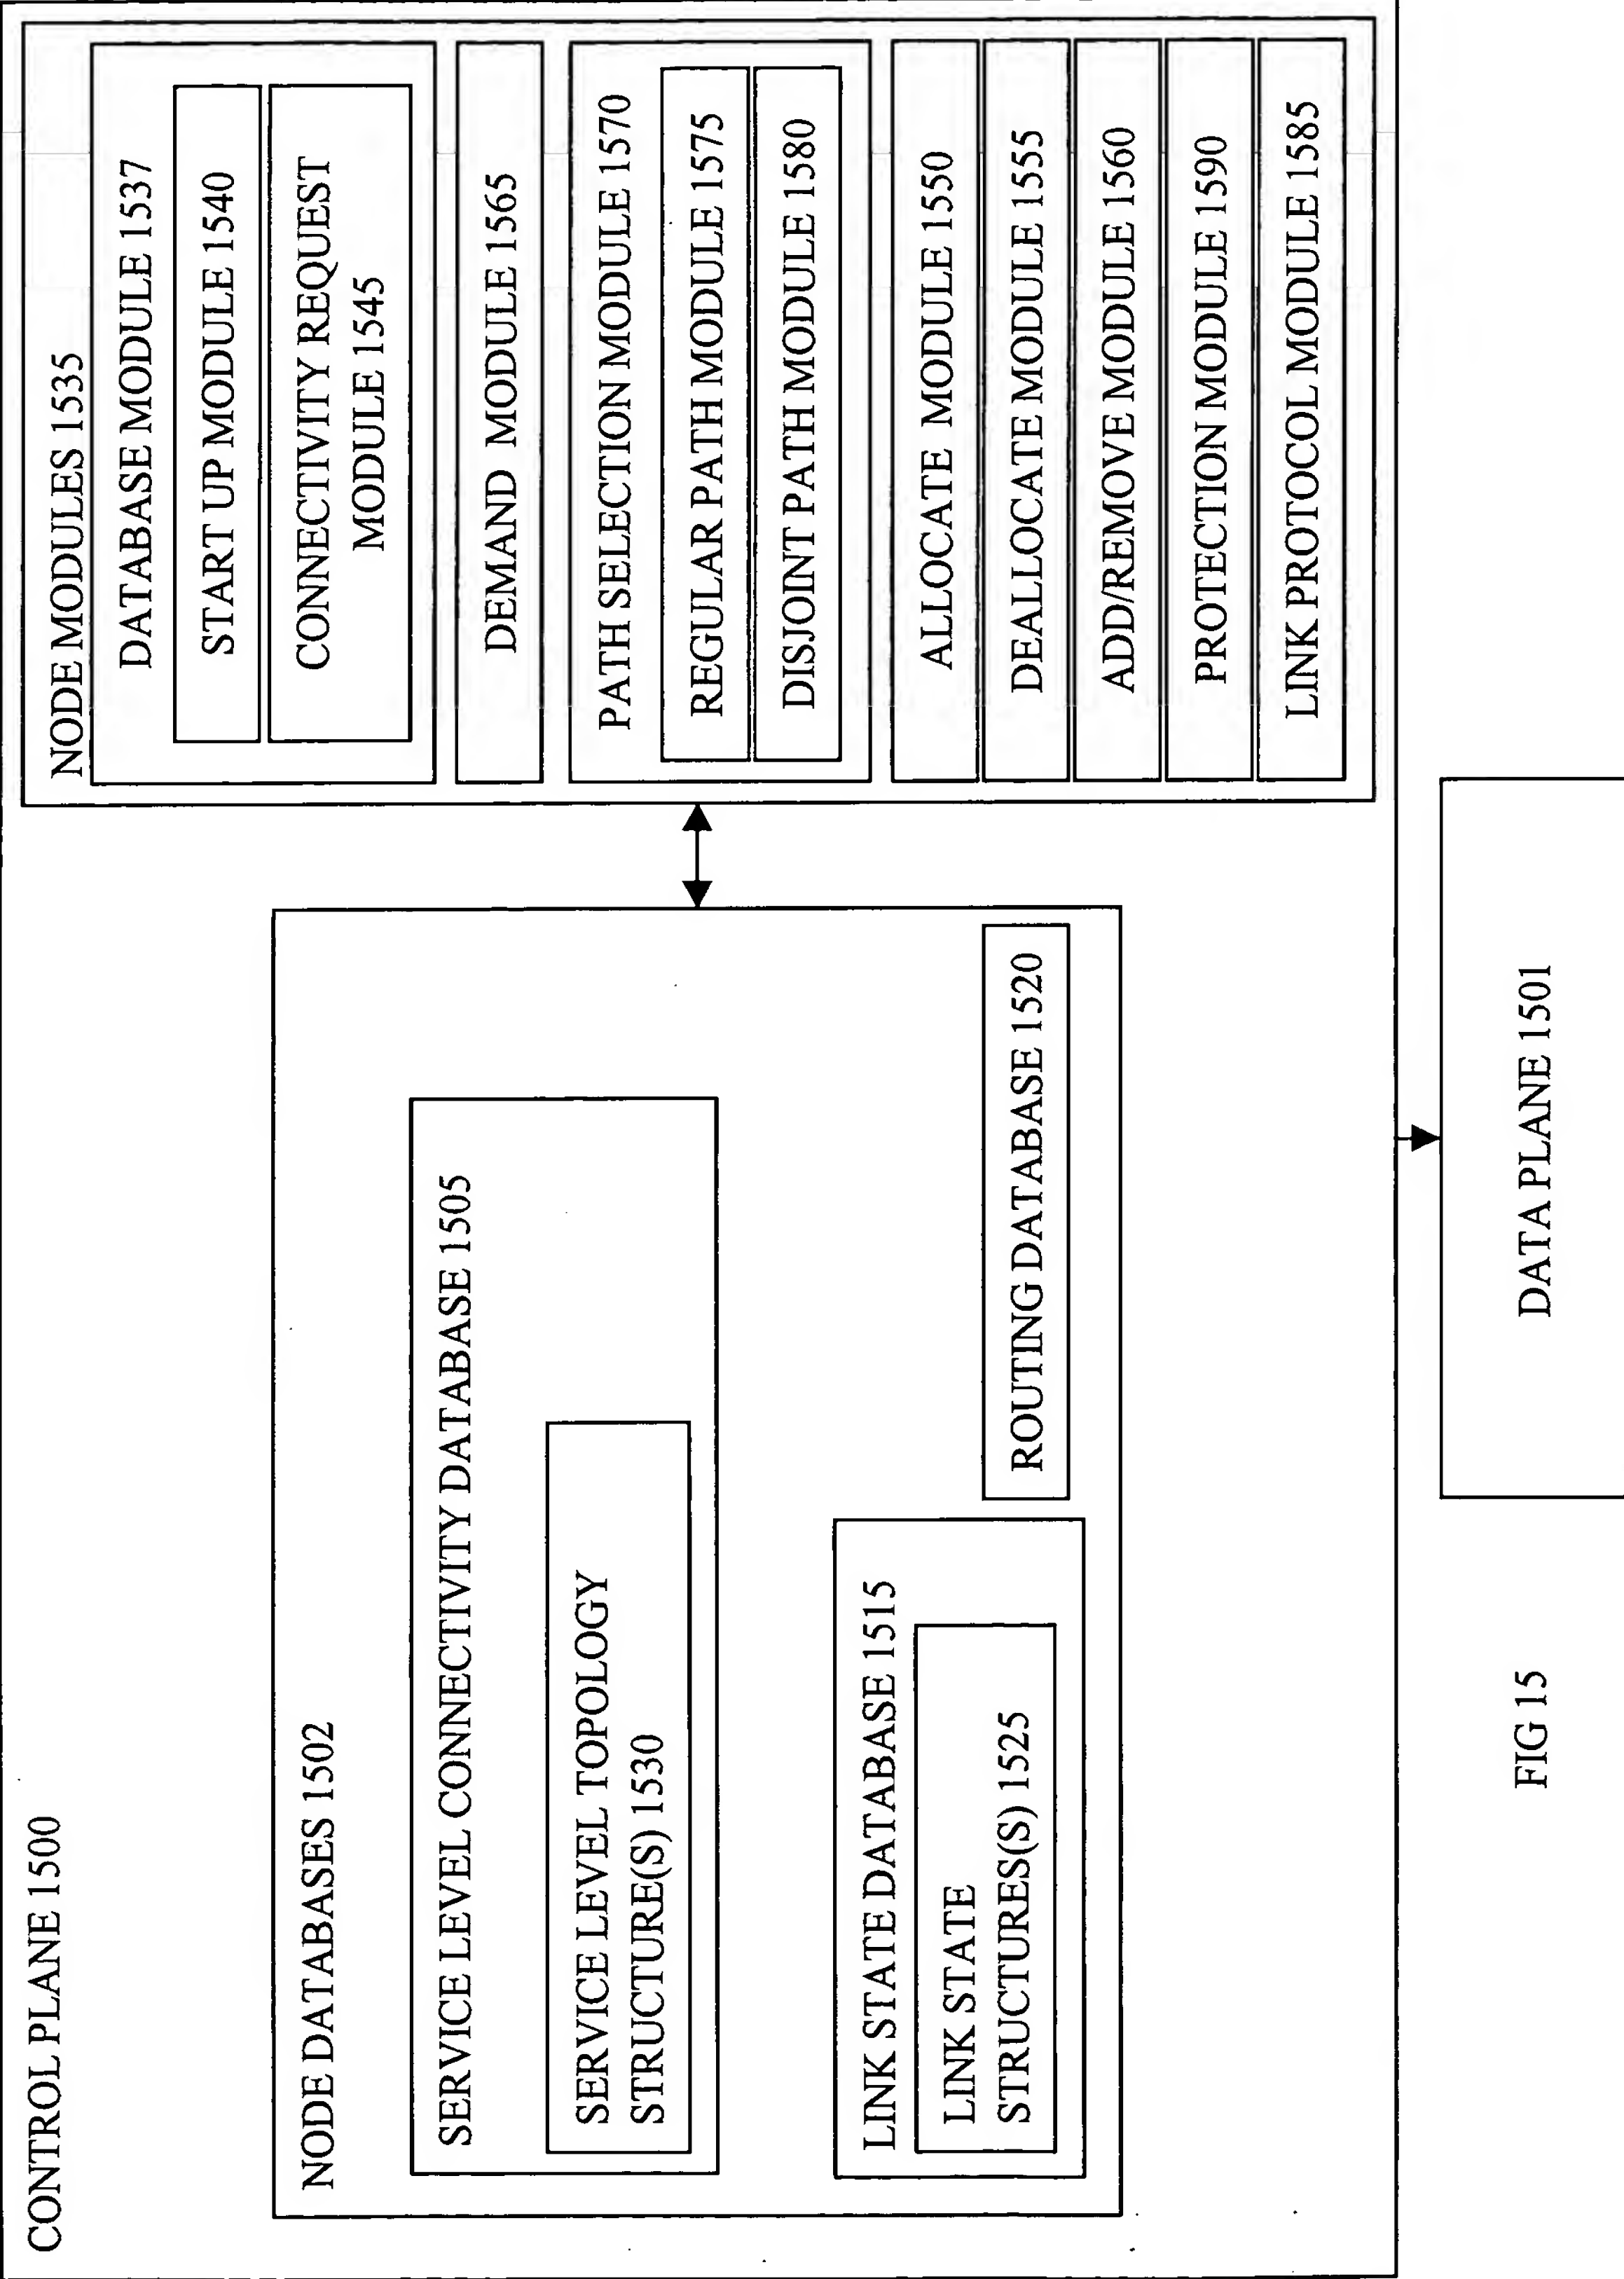 CONTROL PLANE 1500
NODE DATABASES 1502
SERVICE LEVEL CONNECTIVITY DATABASE 1505
SERVICE LEVEL TOPOLOGY
STRUCTURE(S) 1530
LINK STATE DATABASE 1515
LINK STATE
STRUCTURES(S) 1525
ROUTING DATABASE 1520
NODE MODULES 1535
DATABASE MODULE 1537
START UP MODULE 1540
CONNECTIVITY REQUEST
MODULE 1545
DEMAND MODULE 1565
PATH SELECTION MODULE 1570
REGULAR PATH MODULE 1575
DISJOINT PATH MODULE 1580
ALLOCATE MODULE 1550
DEALLOCATE MODULE 1555
ADD/REMOVE MODULE 1560
PROTECTION MODULE 1590
LINK PROTOCOL MODULE 1585
DATA PLANE 1501
FIG 15